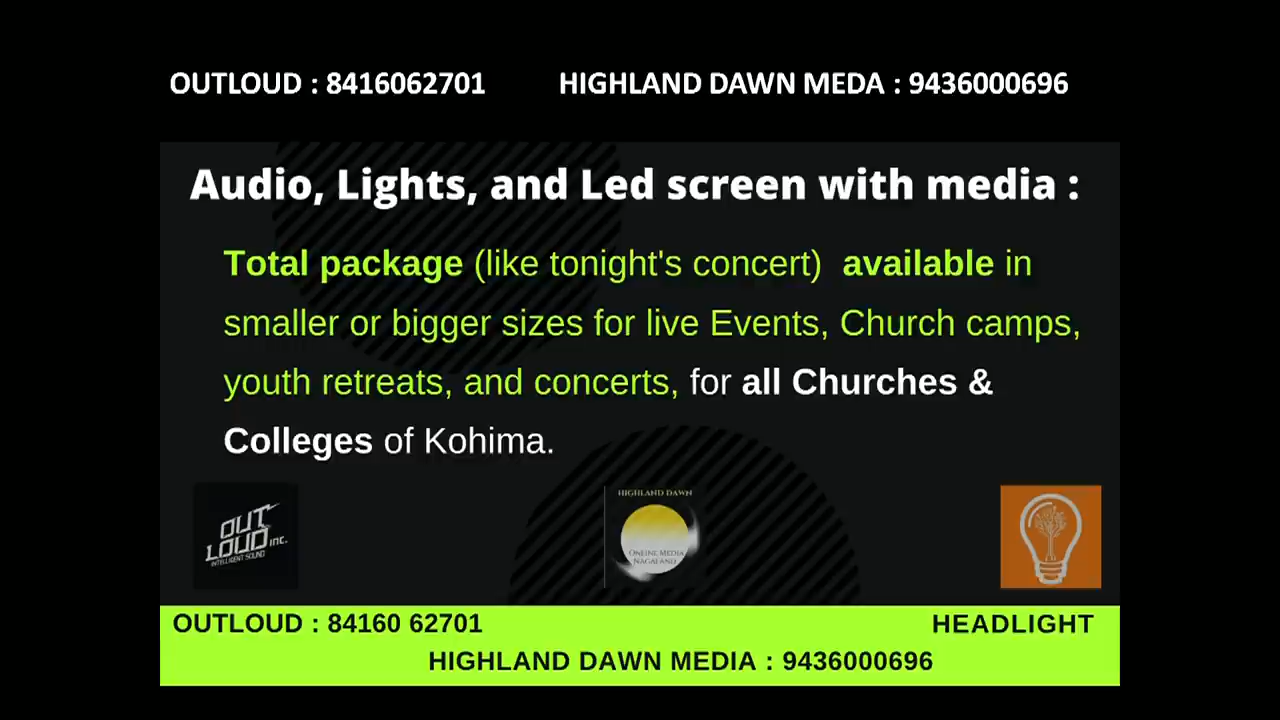 OUTLOUD : 8416062701 HIGHLAND DAWN MEDA : 9436000696
Audio, Lights, and Led screen with media :
Total package (like tonight's concert) available in
smaller or bigger sizes for live Events, Church camps,
youth retreats, and concerts, for all Churches &
Colleges of Kohima.
OUT
LOUD INC.
INTELLIGENT SOUND
HIGHLAND DAWN
ONLINE MEDIA
NAGALAND
OUTLOUD : 84160 62701 HEADLIGHT
HIGHLAND DAWN MEDIA : 9436000696